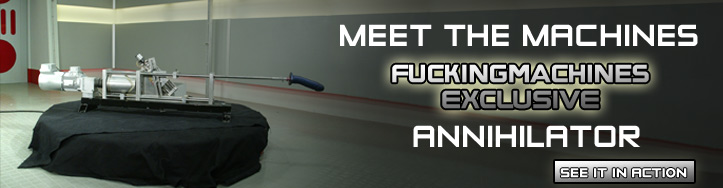 MEET THE MACHINES
FUCKINGMACHINES
EXCLUSIVE
ANNIHILATOR
SEE IT IN ACTION